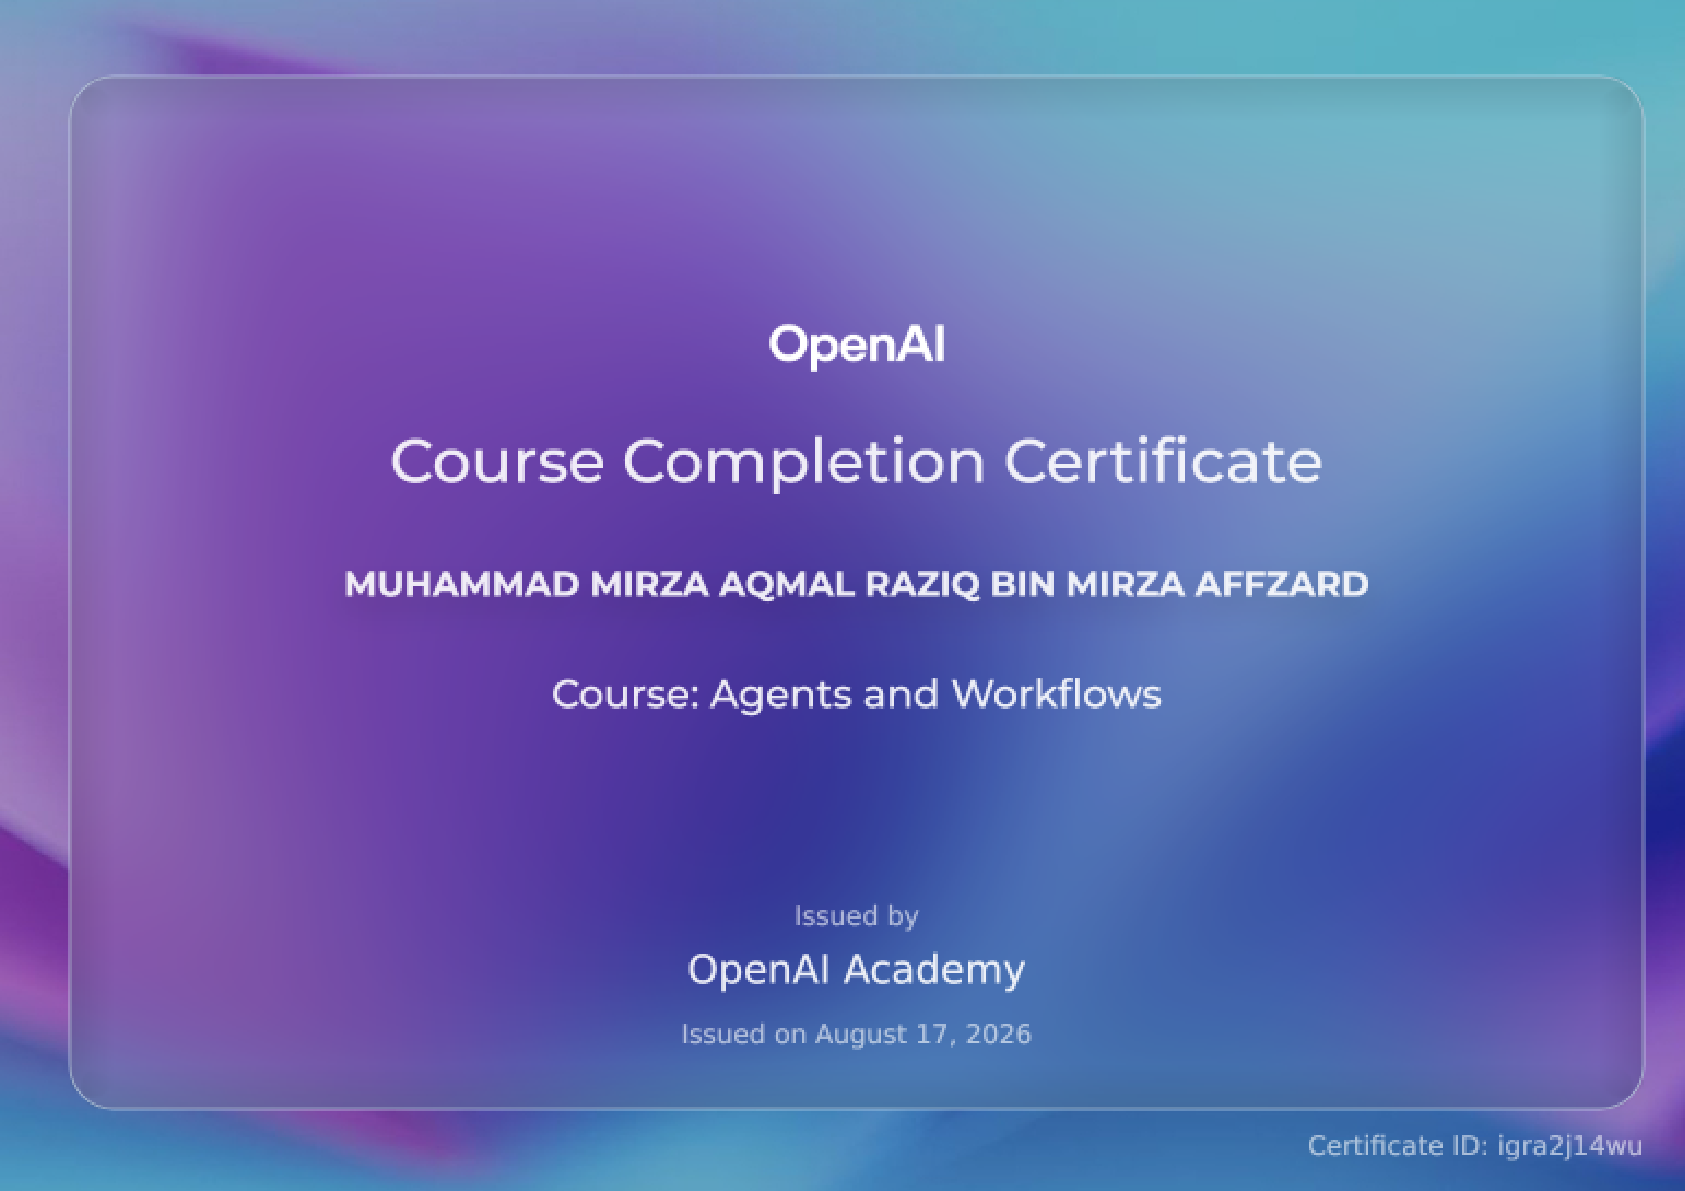 OpenAI
Course Completion Certificate
MUHAMMAD MIRZA AQMAL RAZIQ BIN MIRZA AFFZARD
Course: Agents and Workflows
Issued by
OpenAI Academy
Issued on August 17, 2026
Certificate ID: igra2j14wu